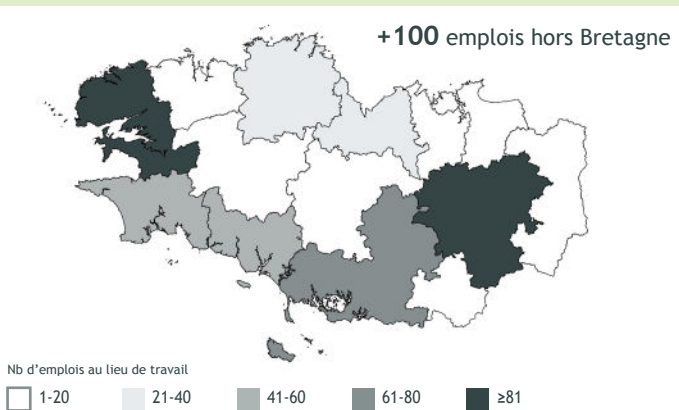 +100 emplois hors Bretagne
Nb d’emplois au lieu de travail
1-20 21-40 41-60 61-80 ≥81